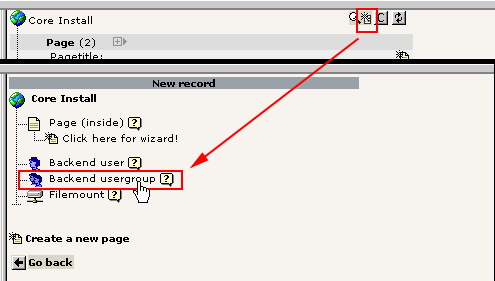 Core Install
C
Page (2)
Pagetitle:
New record
Core Install
Page (inside) ?
Click here for wizard!
Backend user ?
Backend usergroup ?
Filemount ?
Create a new page
Go back